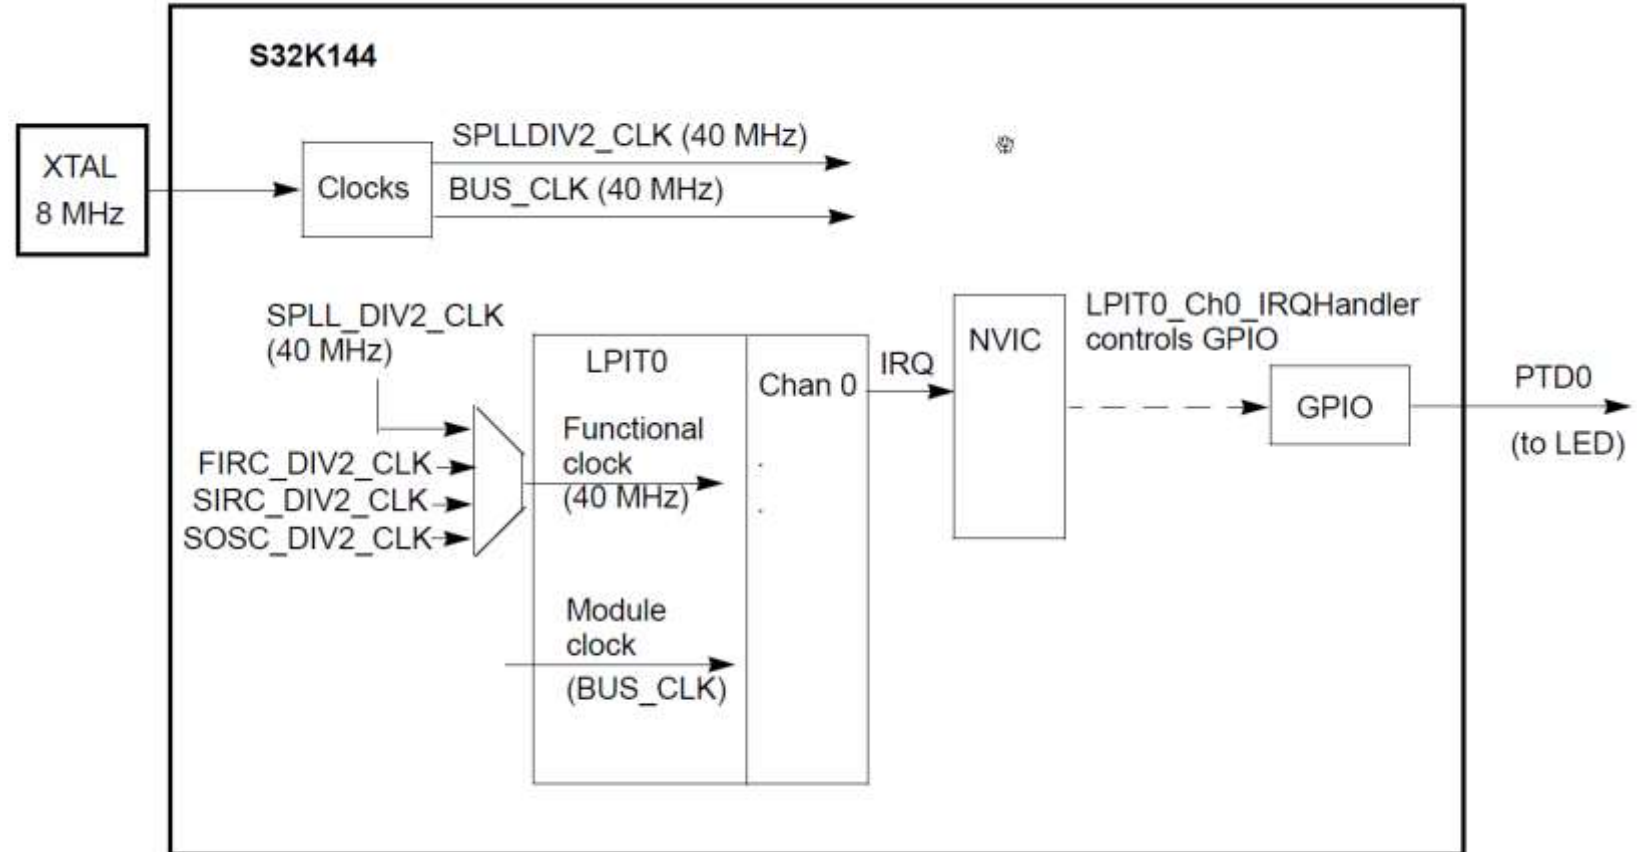 S32K144
XTAL
8 MHz
Clocks
SPLLDIV2_CLK (40 MHz)
BUS_CLK (40 MHz)
SPLL_DIV2_CLK
(40 MHz)
FIRC_DIV2_CLK
SIRC_DIV2_CLK
SOSC_DIV2_CLK
LPIT0
Functional
clock
(40 MHz)
Module
clock
(BUS_CLK)
Chan 0
IRQ
NVIC
LPIT0_Ch0_IRQHandler
controls GPIO
GPIO
PTD0
(to LED)